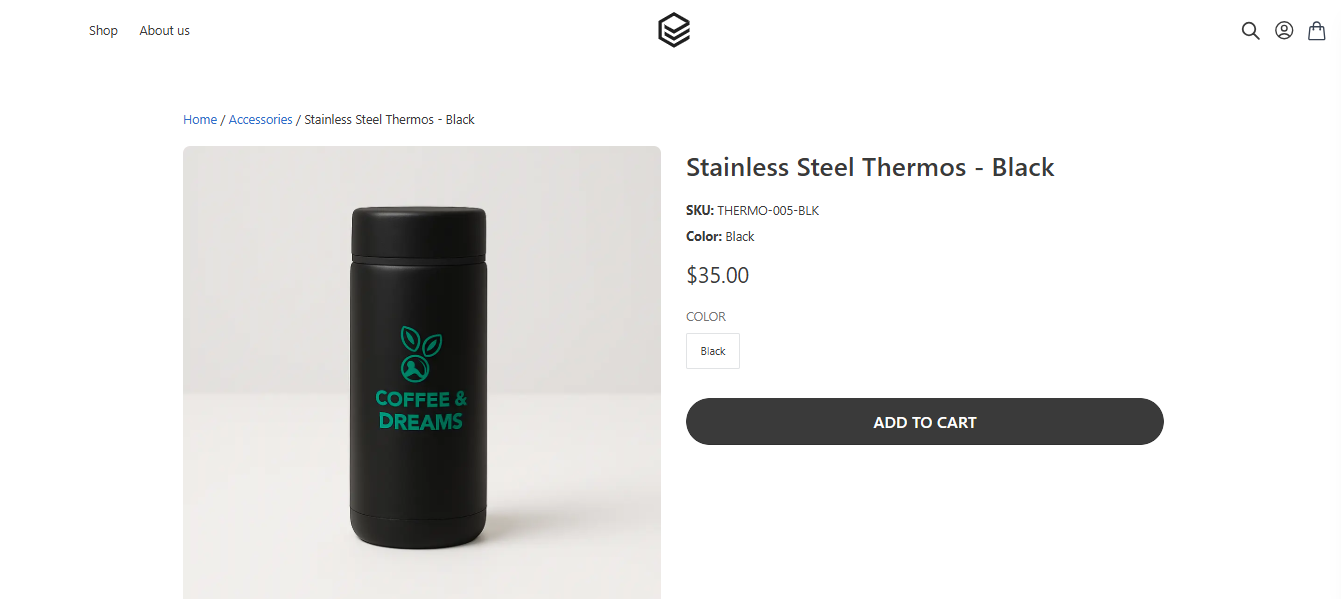 Shop
About us
Home / Accessories / Stainless Steel Thermos - Black
COFFEE &
DREAMS
Stainless Steel Thermos - Black
SKU: THERMO-005-BLK
Color: Black
$35.00
COLOR
Black
ADD TO CART